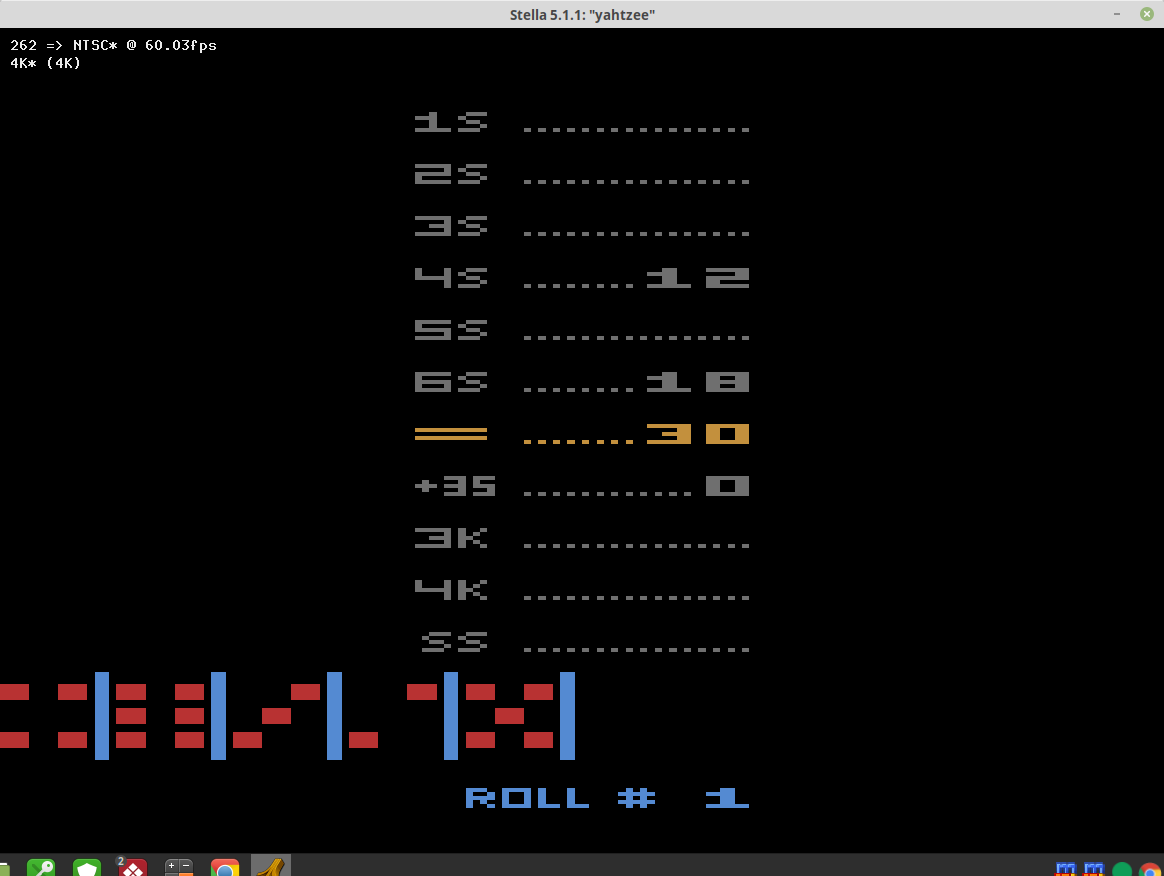 Stella 5.1.1: "yahtzee"
262 => NTSC* @ 60.03fps
4K* (4K)
1S ................
2S ................
3S ................
4S ........12
5S ................
6S ........18
== ........30
+35 ............0
3K ................
4K ................
SS ................
ROLL # 1
2